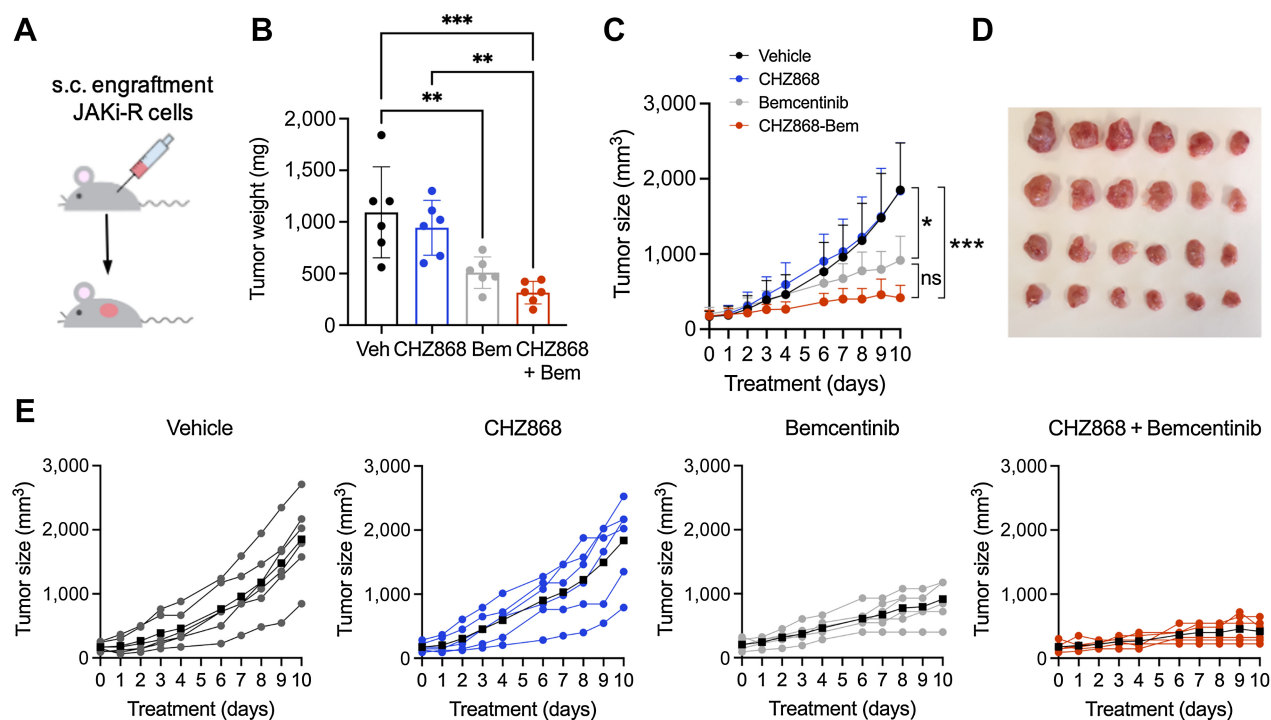 A
s.c. engraftment
JAKi-R cells
B
***
**
**
Tumor weight (mg)
2,000
1,500
1,000
500
0
Veh CHZ868 Bem CHZ868
+ Bem
C
Vehicle
CHZ868
Bemcentinib
CHZ868-Bem
Tumor size (mm3)
3,000
2,000
1,000
0
*
***
ns
0 1 2 3 4 5 6 7 8 9 10
Treatment (days)
D
E
Vehicle
Tumor size (mm3)
3,000
2,000
1,000
0
0 1 2 3 4 5 6 7 8 9 10
Treatment (days)
CHZ868
Tumor size (mm3)
3,000
2,000
1,000
0
0 1 2 3 4 5 6 7 8 9 10
Treatment (days)
Bemcentinib
Tumor size (mm3)
3,000
2,000
1,000
0
0 1 2 3 4 5 6 7 8 9 10
Treatment (days)
CHZ868 + Bemcentinib
Tumor size (mm3)
3,000
2,000
1,000
0
0 1 2 3 4 5 6 7 8 9 10
Treatment (days)